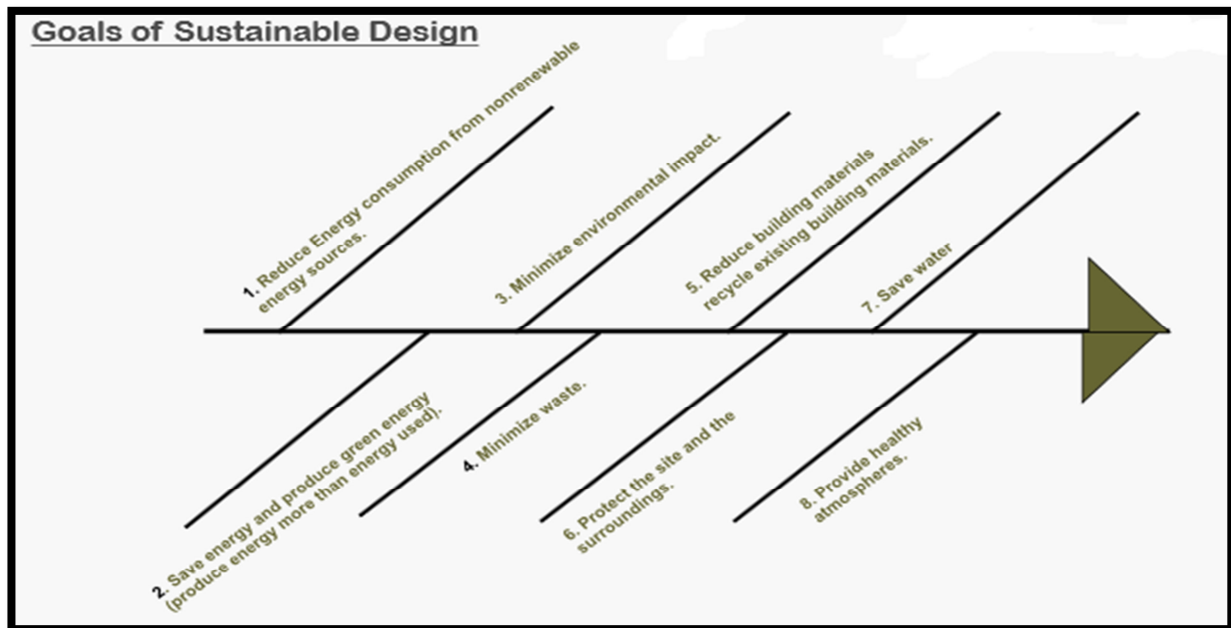 Goals of Sustainable Design
1. Reduce Energy consumption from nonrenewable
energy sources.
2. Save energy and produce green energy
(produce energy more than energy used).
3. Minimize environmental impact.
4. Minimize waste.
5. Reduce building materials
recycle existing building materials.
6. Protect the site and the
surroundings.
7. Save water
8. Provide healthy
atmospheres.